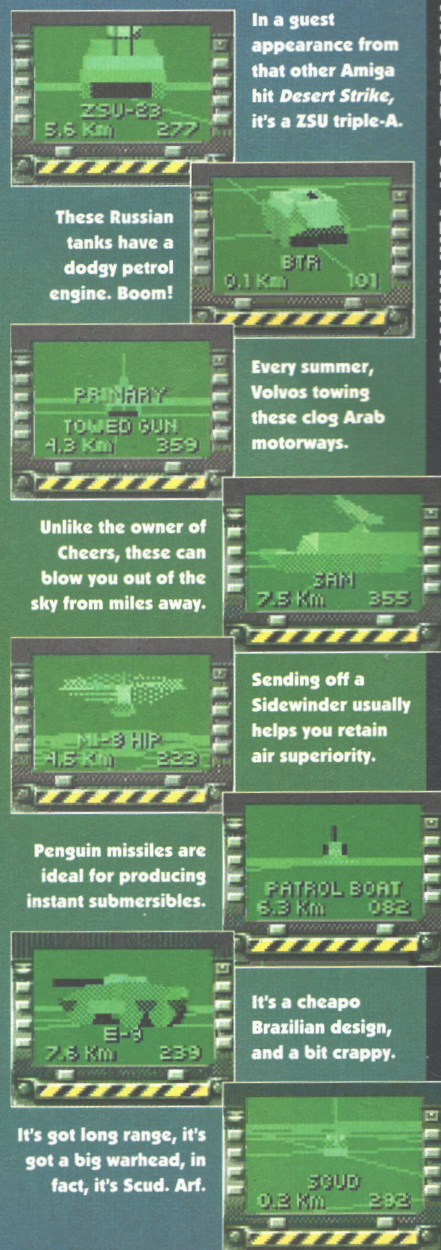 In a guest
appearance from
that other Amiga
hit Desert Strike,
it's a ZSU triple-A.
ZSU-23
5.6 Km 277
These Russian
tanks have a
dodgy petrol
engine. Boom!
BTR
0.1 Km 101
PRIMARY
TOWED GUN
4.3 Km 359
Every summer,
Volvos towing
these clog Arab
motorways.
Unlike the owner of
Cheers, these can
blow you out of the
sky from miles away.
SAM
7.5 Km 355
MI-8 HIP
4.5 Km 223
Sending off a
Sidewinder usually
helps you retain
air superiority.
Penguin missiles are
ideal for producing
instant submersibles.
PATROL BOAT
6.3 Km 082
E-9
7.6 Km 239
It's a cheapo
Brazilian design,
and a bit crappy.
It's got long range, it's
got a big warhead, in
fact, it's Scud. Arf.
SCUD
0.2 Km 292